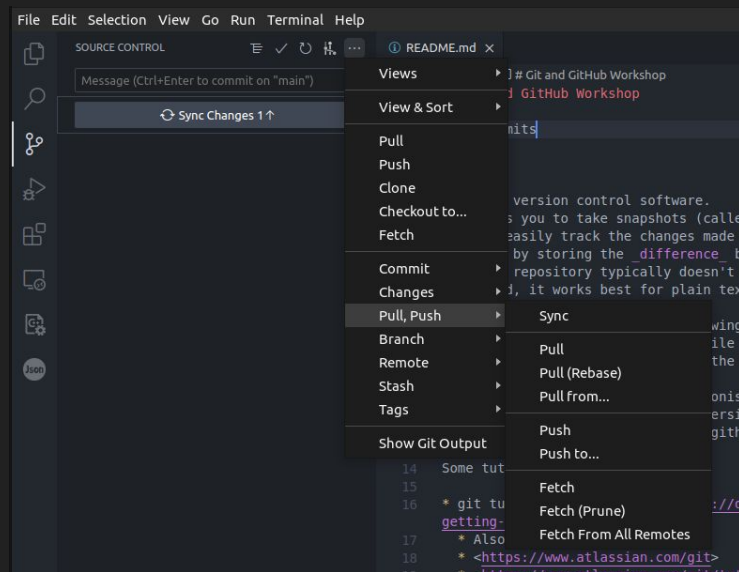 File Edit Selection View Go Run Terminal Help
SOURCE CONTROL
Message (Ctrl+Enter to commit on "main")
Sync Changes 1↑
Json
README.md
# Git and GitHub Workshop
GitHub Workshop
version control software.
you to take snapshots
easily track the changes made
by storing the _difference_
repository typically doesn't
it works best for plain
the
14 Some
15
16 * git
getting-
17 * Also
18 * <https://www.atlassian.com/git>
Views
View & Sort
Pull
Push
Clone
Checkout to...
Fetch
Commit
Changes
Pull, Push
Branch
Remote
Stash
Tags
Show Git Output
Sync
Pull
Pull (Rebase)
Pull from...
Push
Push to...
Fetch
Fetch (Prune)
Fetch From All Remotes